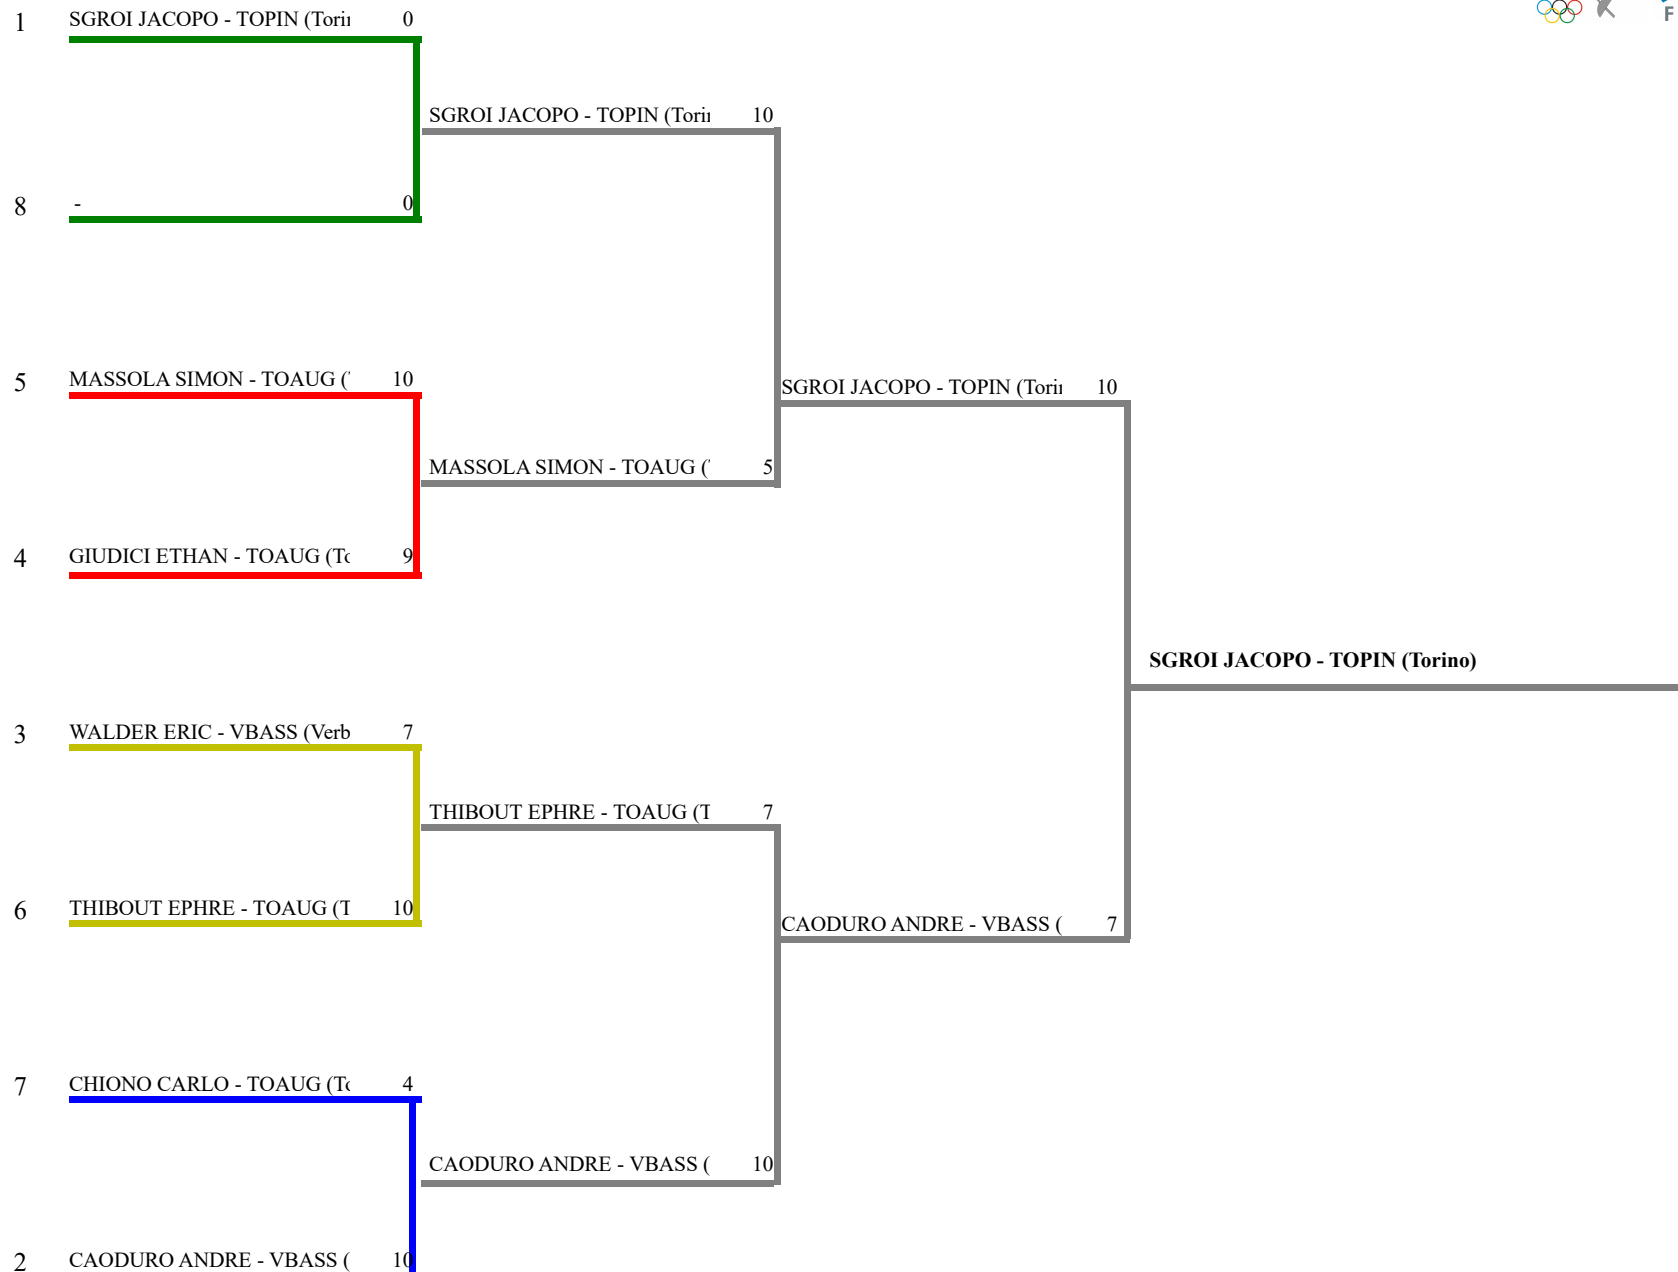 1 SGROI JACOPO - TOPIN (Torin 0
F
SGROI JACOPO - TOPIN (Torin 10
8 - 0
5 MASSOLA SIMON - TOAUG ( 10
SGROI JACOPO - TOPIN (Torin 10
MASSOLA SIMON - TOAUG ( 5
4 GIUDICI ETHAN - TOAUG (To 9
SGROI JACOPO - TOPIN (Torino)
3 WALDER ERIC - VBASS (Verb 7
THIBOUT EPHRE - TOAUG (T 7
6 THIBOUT EPHRE - TOAUG (T 10
CAODURO ANDRE - VBASS ( 7
7 CHIONO CARLO - TOAUG (To 4
CAODURO ANDRE - VBASS ( 10
2 CAODURO ANDRE - VBASS ( 10